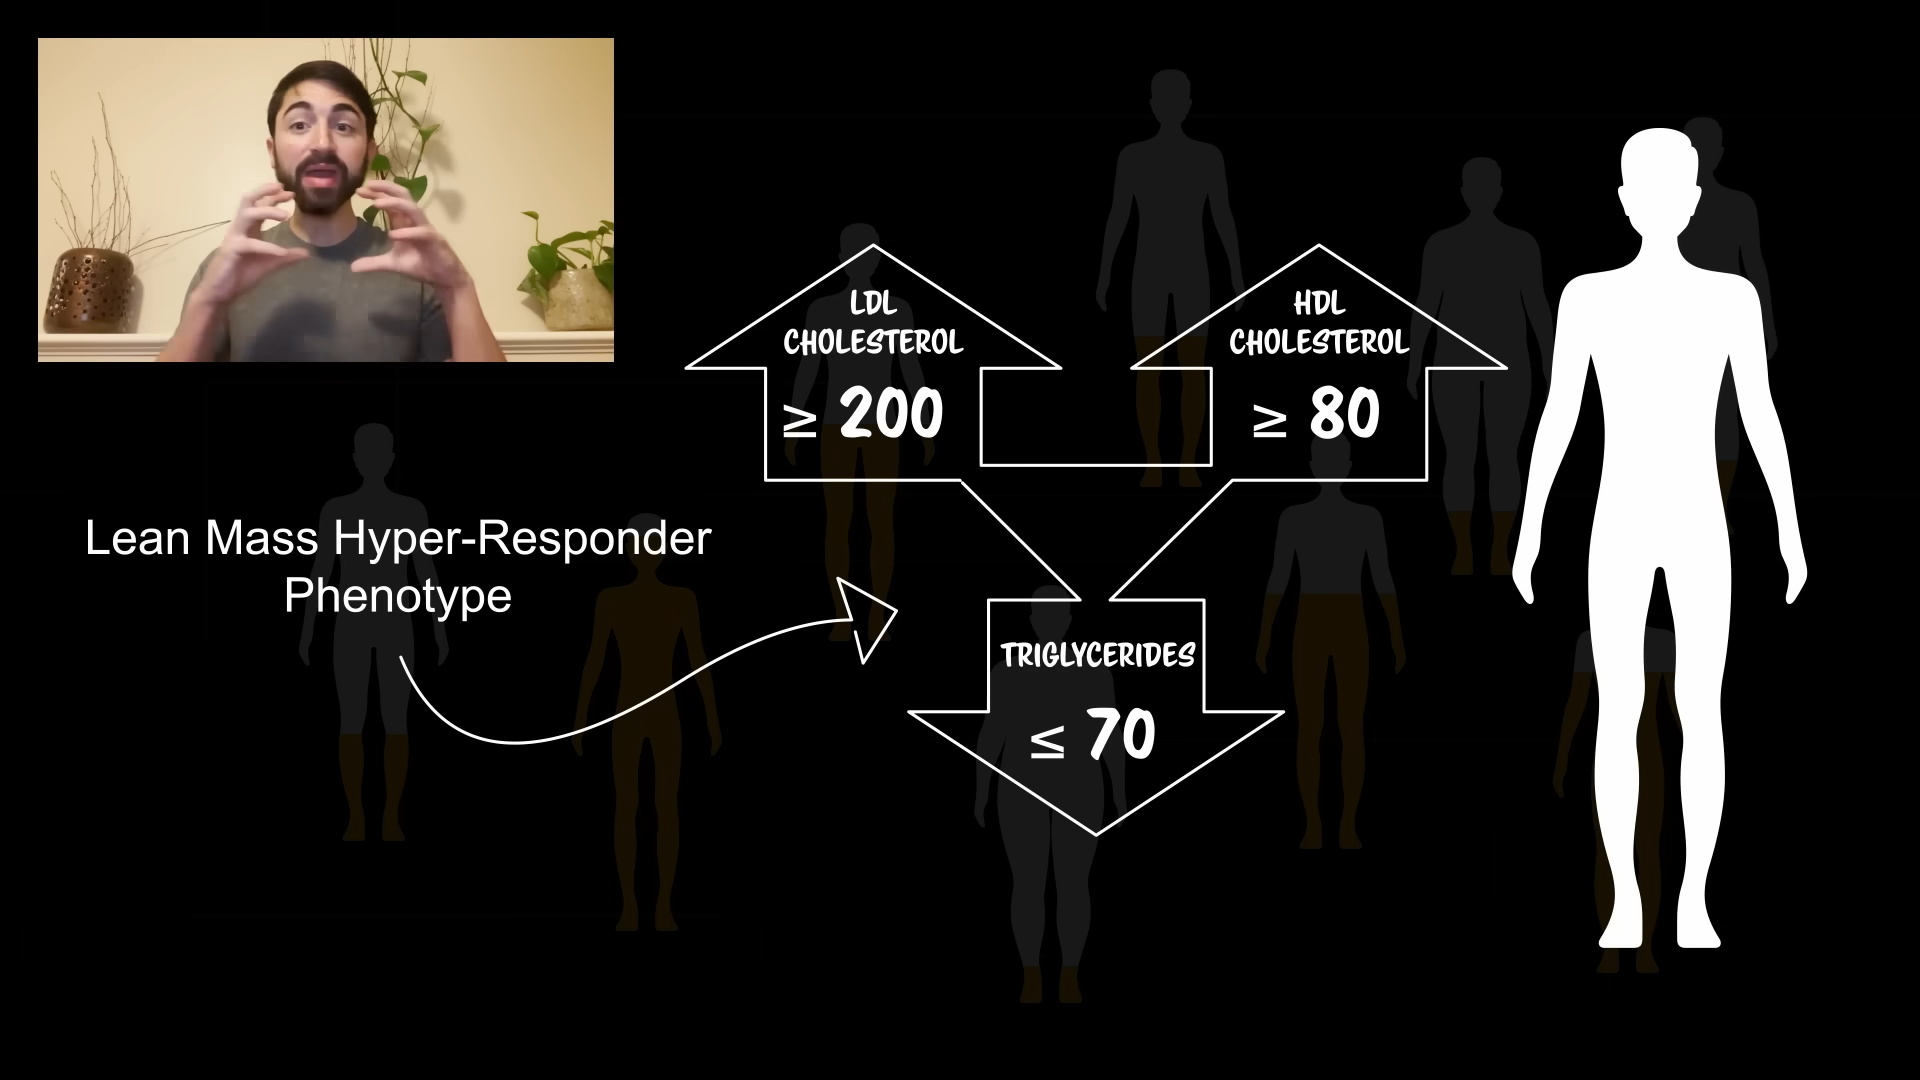 LDL
CHOLESTEROL
≥ 200
HDL
CHOLESTEROL
≥ 80
Lean Mass Hyper-Responder
Phenotype
TRIGLYCERIDES
≤ 70